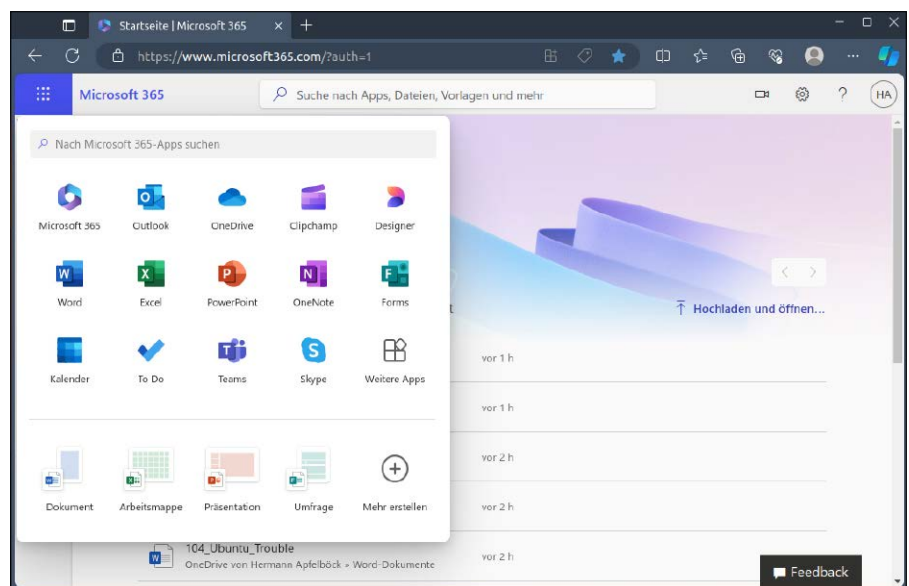 Startseite | Microsoft 365
https://www.microsoft365.com/?auth=1
Microsoft 365
Suche nach Apps, Dateien, Vorlagen und mehr
HA
Nach Microsoft 365-Apps suchen
Microsoft 365 Outlook OneDrive Clipchamp Designer
Word Excel PowerPoint OneNote Forms
Hochladen und öffnen...
vor 1 h
Kalender To Do Teams Skype Weitere Apps
vor 1 h
vor 2 h
Dokument Arbeitsmappe Präsentation Umfrage Mehr erstellen
vor 2 h
104_Ubuntu_Trouble
OneDrive von Hermann Apfelböck » Word-Dokumente
vor 2 h
Feedback